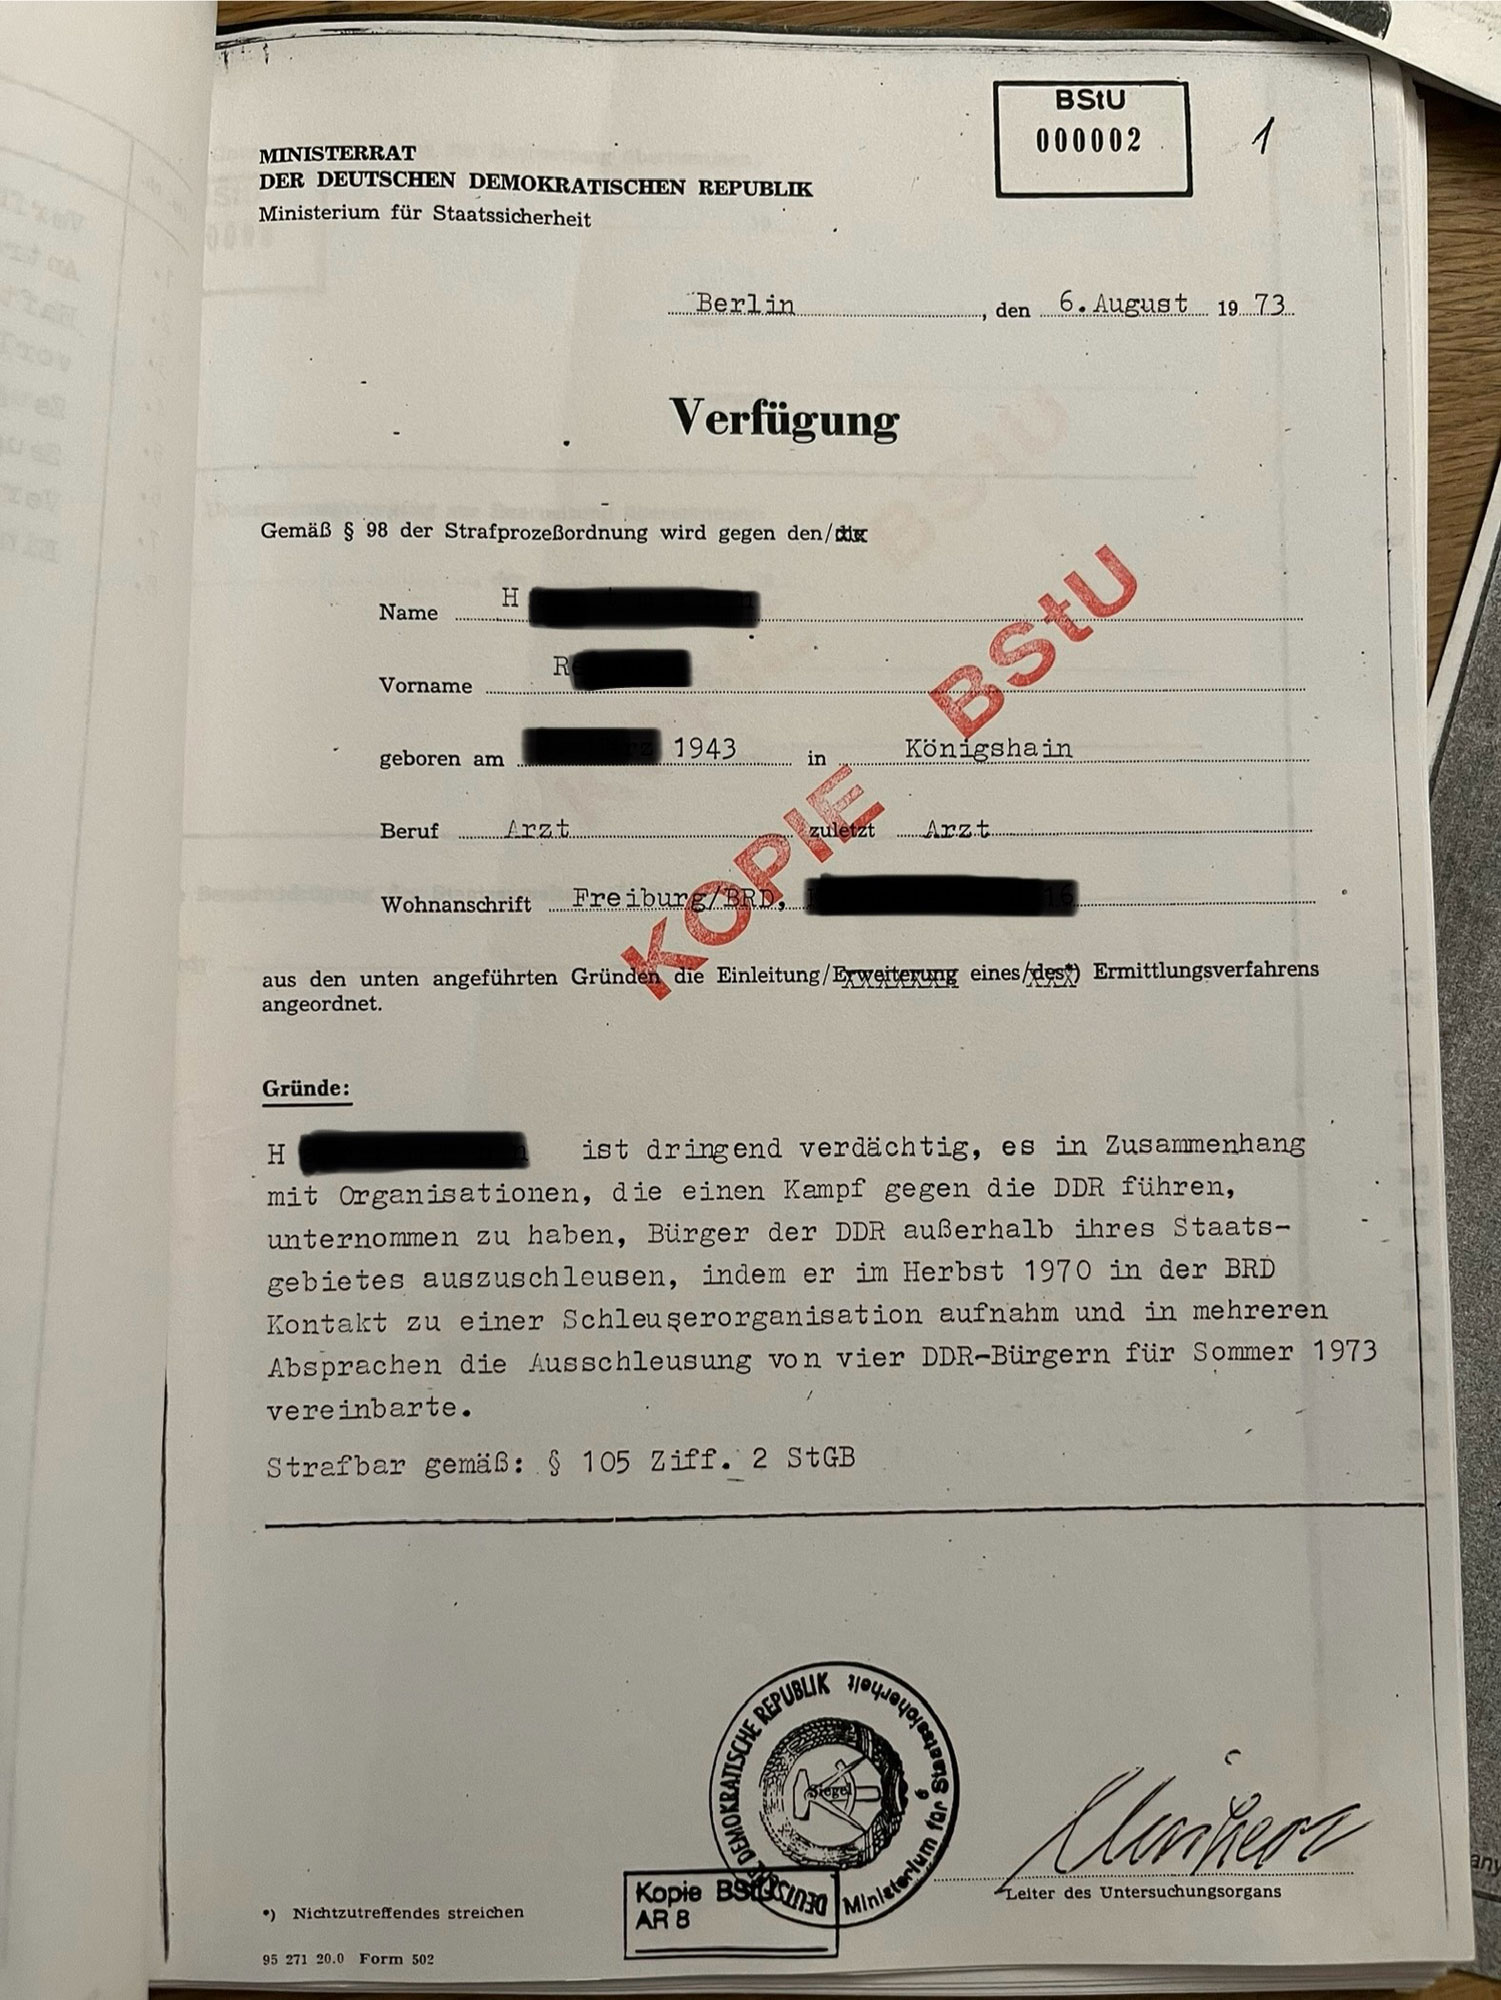 BStU
000002
1
MINISTERRAT
DER DEUTSCHEN DEMOKRATISCHEN REPUBLIK
Ministerium für Staatssicherheit
Berlin, den 6. August 1973
Verfügung
Gemäß § 98 der Strafprozeßordnung wird gegen den/die
Name H
Vorname R
geboren am 1943 in Königshain
Beruf Arzt zuletzt Arzt
Wohnanschrift Freiburg/BRD, 16
KOPIE BStU
aus den unten angeführten Gründen die Einleitung/Erweiterung eines/des*) Ermittlungsverfahrens
angeordnet.
Gründe:
H ist dringend verdächtig, es in Zusammenhang
mit Organisationen, die einen Kampf gegen die DDR führen,
unternommen zu haben, Bürger der DDR außerhalb ihres Staats-
gebietes auszuschleusen, indem er im Herbst 1970 in der BRD
Kontakt zu einer Schleuserorganisation aufnahm und in mehreren
Absprachen die Ausschleusung von vier DDR-Bürgern für Sommer 1973
vereinbarte.
Strafbar gemäß: § 105 Ziff. 2 StGB
DEUTSCHE DEMOKRATISCHE REPUBLIK
Ministerium für Staatssicherheit
Siegel
6
Leiter des Untersuchungsorgans
Kopie BStU
AR 8
*) Nichtzutreffendes streichen
95 271 20.0 Form 502